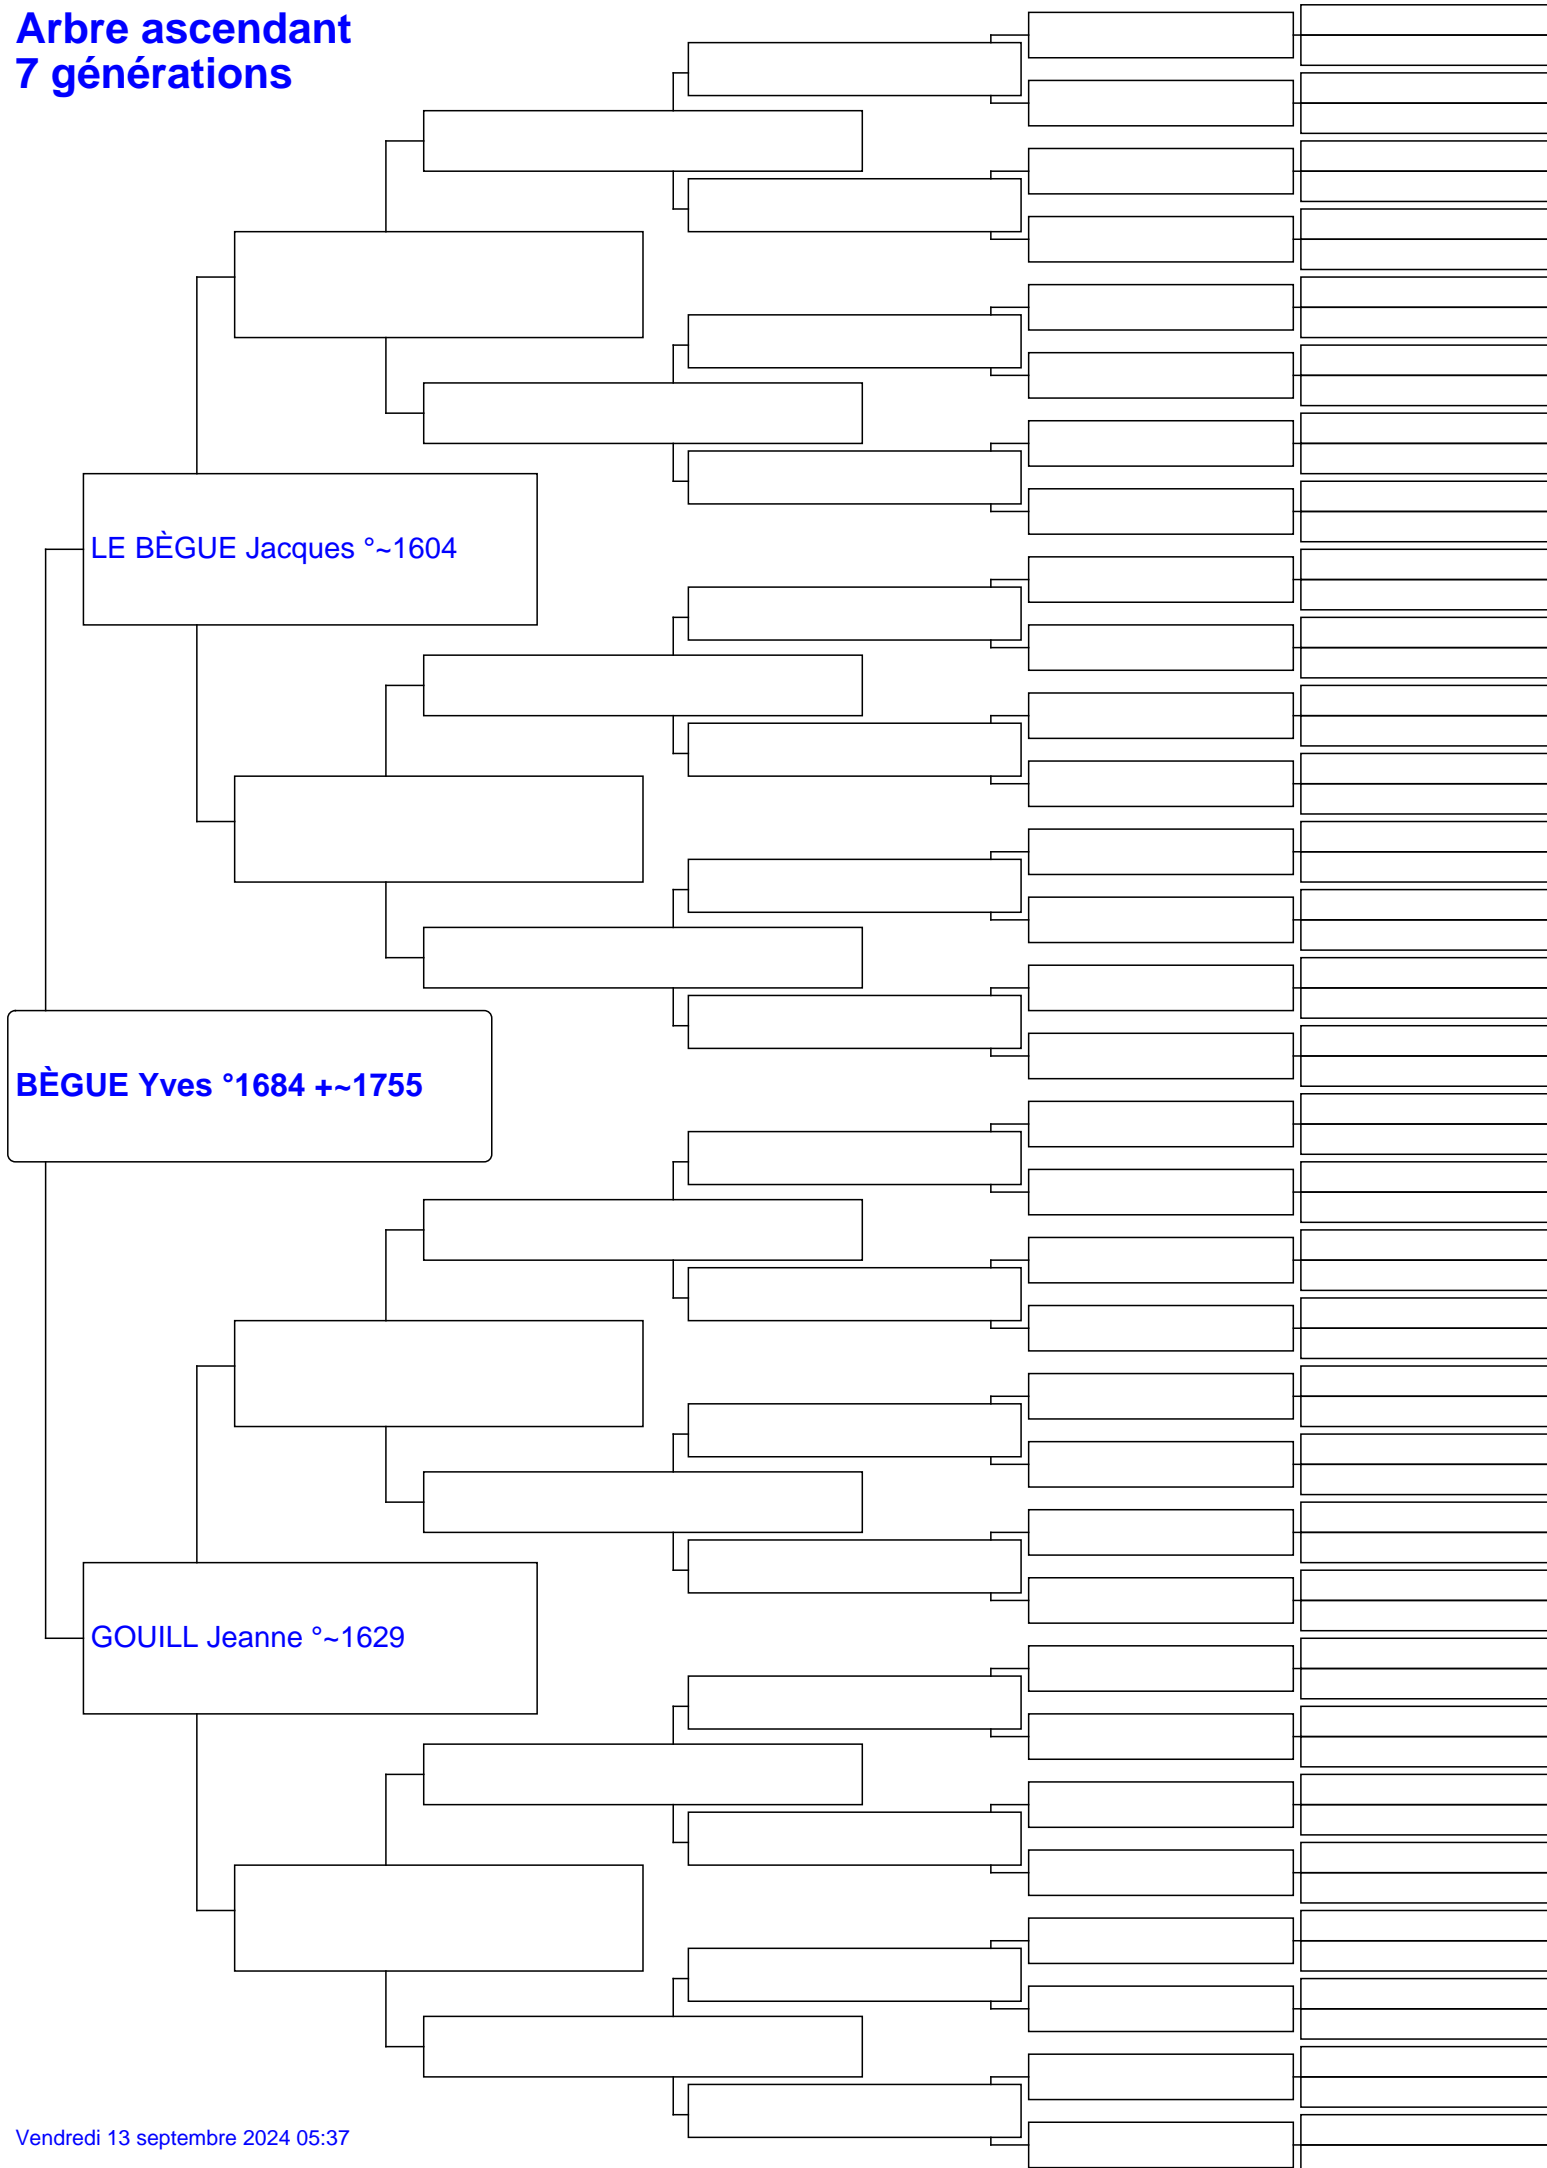 Arbre ascendant
7 générations
LE BÈGUE Jacques °~1604
BÈGUE Yves °1684 +~1755
GOUILL Jeanne °~1629
Vendredi 13 septembre 2024 05:37